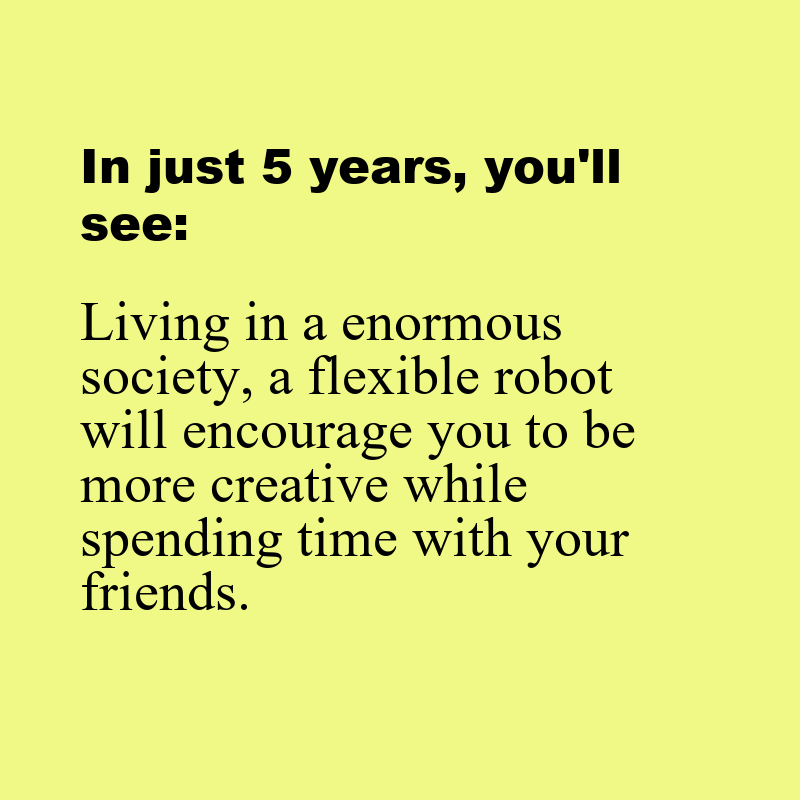 In just 5 years, you'll
see:
Living in a enormous
society, a flexible robot
will encourage you to be
more creative while
spending time with your
friends.